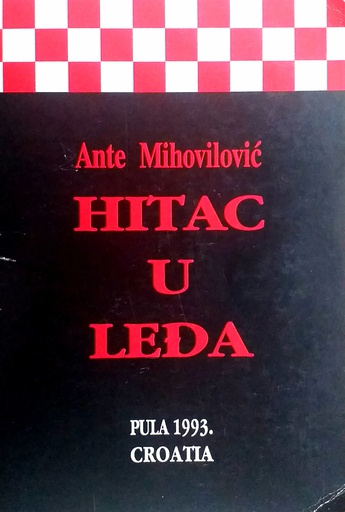 Ante Mihovilović
HITAC
U
LEĐA
PULA 1993.
CROATIA